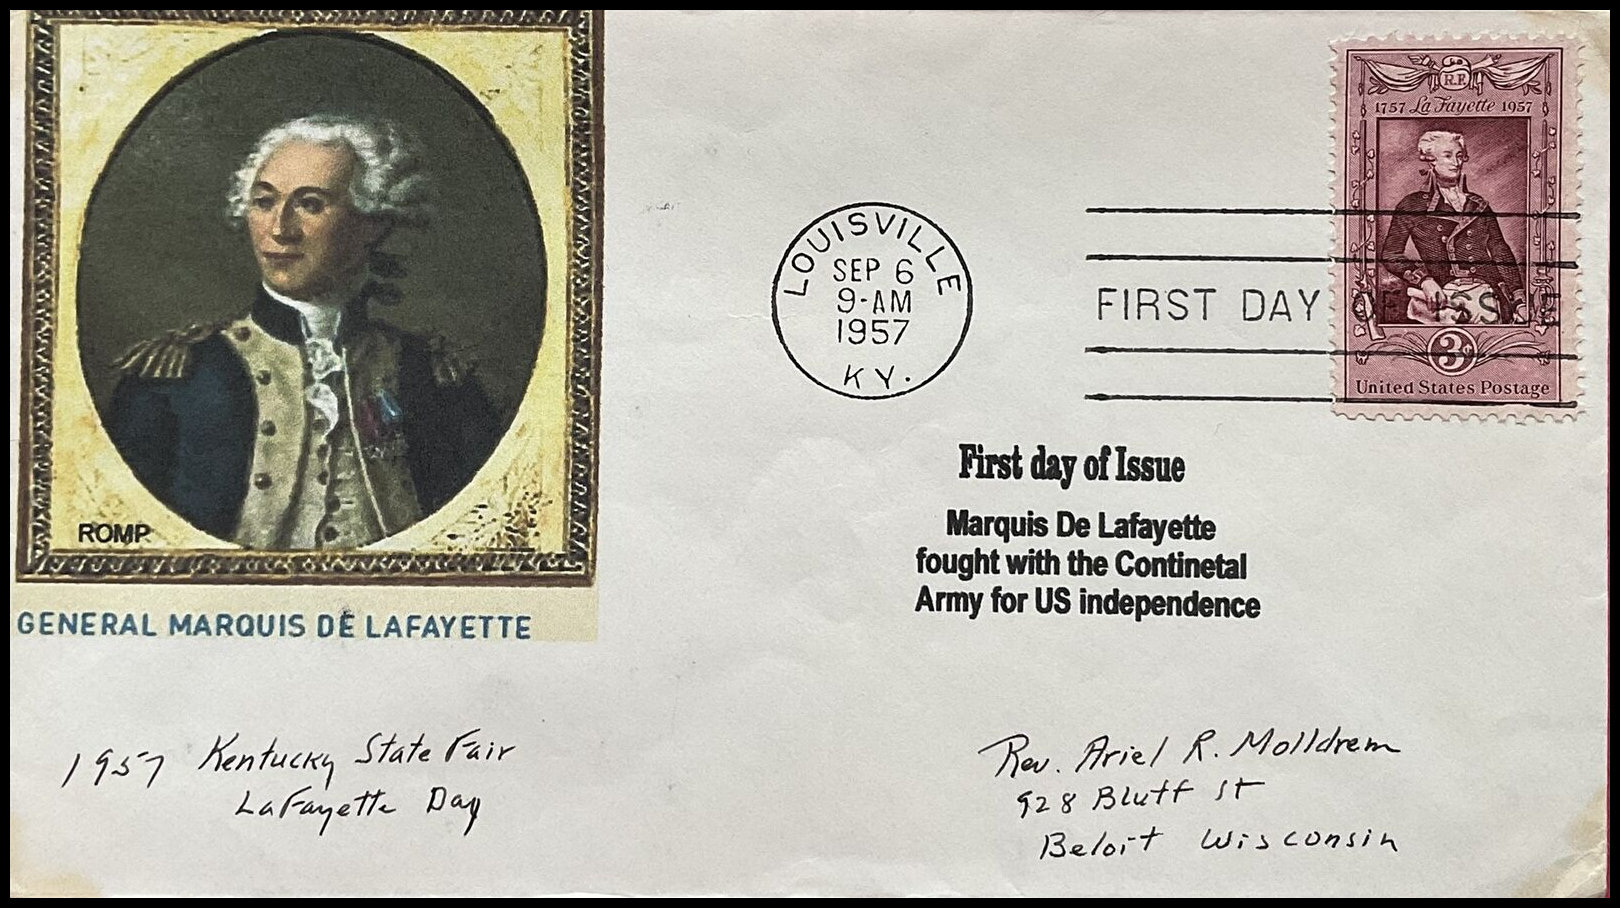 ROMP
GENERAL MARQUIS DE LAFAYETTE
1957 Kentucky State Fair
LaFayette Day
LOUISVILLE
SEP 6
9-AM
1957
KY.
FIRST DAY OF ISSUE
R.F.
1757 La Fayette 1957
3¢
United States Postage
First day of Issue
Marquis De Lafayette
fought with the Continetal
Army for US independence
Rev. Ariel R. Molldrem
928 Bluff St
Beloit Wisconsin